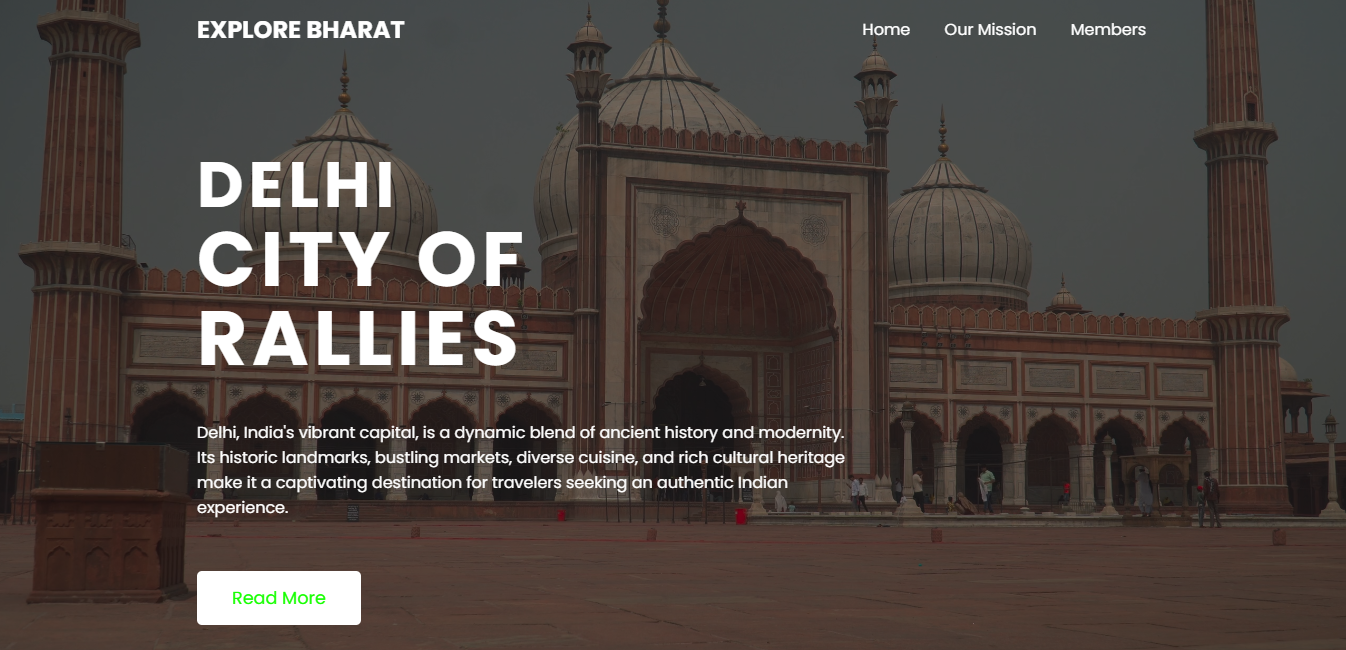 EXPLORE BHARAT
Home Our Mission Members
DELHI
CITY OF
RALLIES
Delhi, India's vibrant capital, is a dynamic blend of ancient history and modernity.
Its historic landmarks, bustling markets, diverse cuisine, and rich cultural heritage
make it a captivating destination for travelers seeking an authentic Indian
experience.
Read More